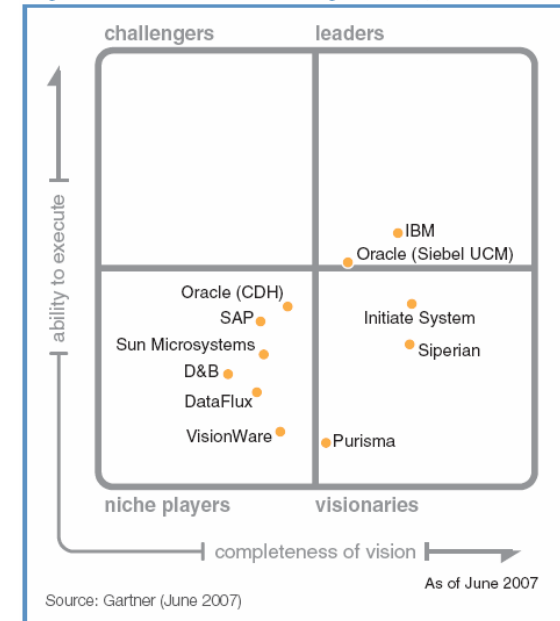 challengers
leaders
ability to execute
IBM
Oracle (Siebel UCM)
Oracle (CDH)
SAP
Initiate System
Sun Microsystems
Siperian
D&B
DataFlux
VisionWare
Purisma
niche players
visionaries
completeness of vision
As of June 2007
Source: Gartner (June 2007)